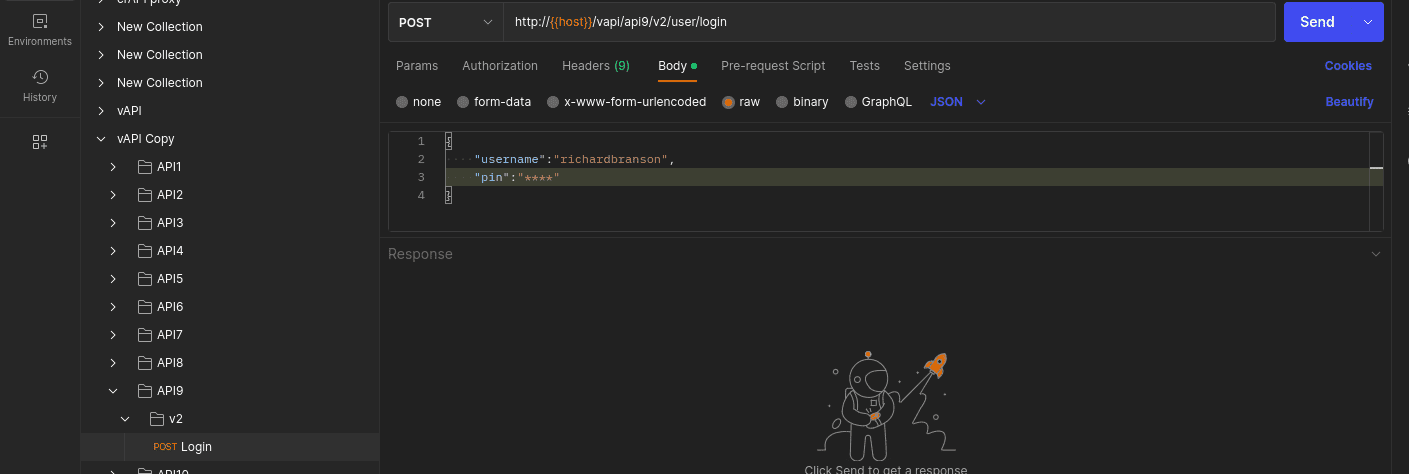 Environments
History
New Collection
New Collection
New Collection
vAPI
vAPI Copy
API1
API2
API3
API4
API5
API6
API7
API8
API9
v2
POST Login
API10
POST
http://{{host}}/vapi/api9/v2/user/login
Send
Params Authorization Headers (9) Body Pre-request Script Tests Settings Cookies
none form-data x-www-form-urlencoded raw binary GraphQL JSON Beautify
1 {
2 "username":"richardbranson",
3 "pin":"****"
4 }
Response
Click Send to get a response